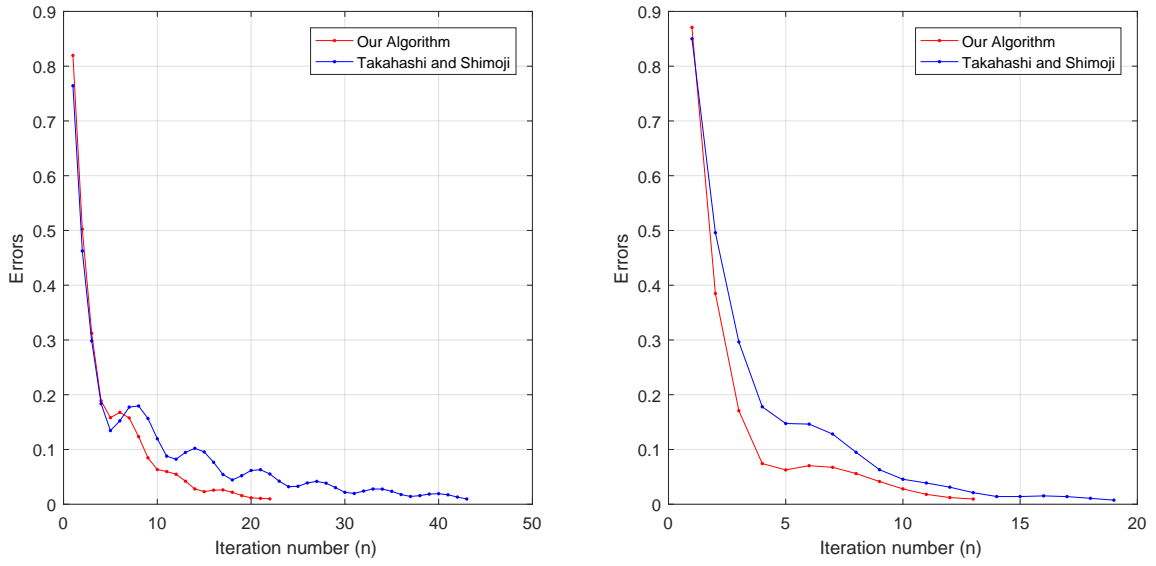 0.9
0.8
0.7
0.6
0.5
0.4
0.3
0.2
0.1
0
Errors
0 10 20 30 40 50
Iteration number (n)
Our Algorithm
Takahashi and Shimoji
0.9
0.8
0.7
0.6
0.5
0.4
0.3
0.2
0.1
0
Errors
0 5 10 15 20
Iteration number (n)
Our Algorithm
Takahashi and Shimoji